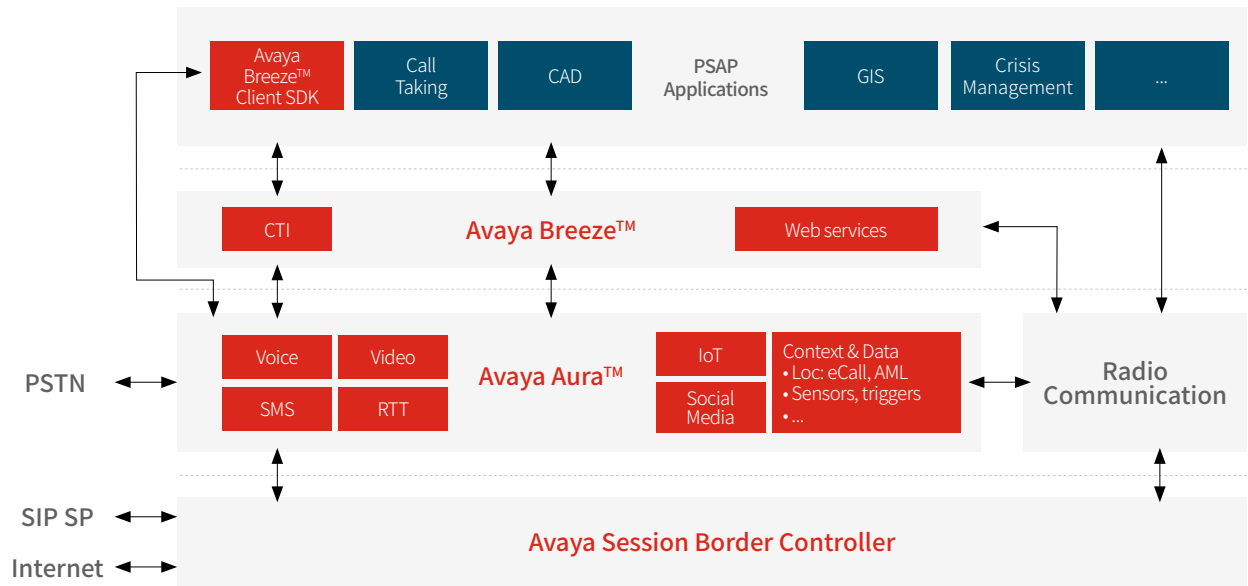 Avaya
Breeze™
Client SDK
Call
Taking
CAD
PSAP
Applications
GIS
Crisis
Management
...
CTI
Avaya Breeze™
Web services
PSTN
Voice
Video
SMS
RTT
Avaya Aura™
IoT
Social
Media
Context & Data
• Loc: eCall, AML
• Sensors, triggers
• ...
Radio
Communication
SIP SP
Internet
Avaya Session Border Controller